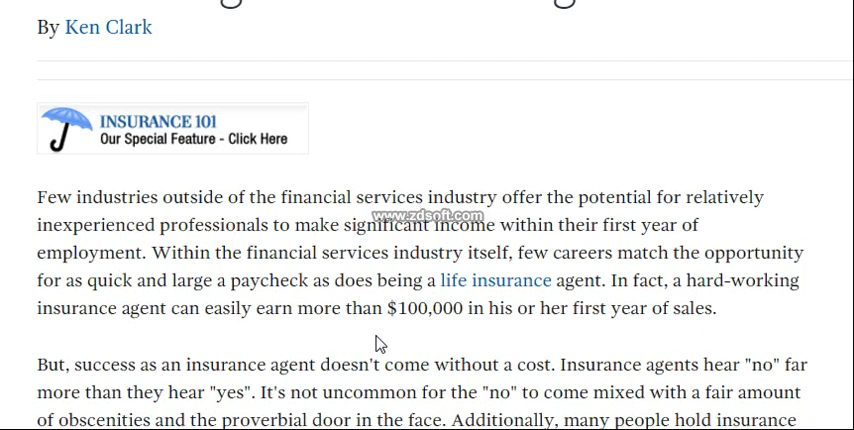 By Ken Clark
INSURANCE 101
Our Special Feature - Click Here
Few industries outside of the financial services industry offer the potential for relatively
www.zdsoft.com
inexperienced professionals to make significant income within their first year of
employment. Within the financial services industry itself, few careers match the opportunity
for as quick and large a paycheck as does being a life insurance agent. In fact, a hard-working
insurance agent can easily earn more than $100,000 in his or her first year of sales.
But, success as an insurance agent doesn't come without a cost. Insurance agents hear "no" far
more than they hear "yes". It's not uncommon for the "no" to come mixed with a fair amount
of obscenities and the proverbial door in the face. Additionally, many people hold insurance